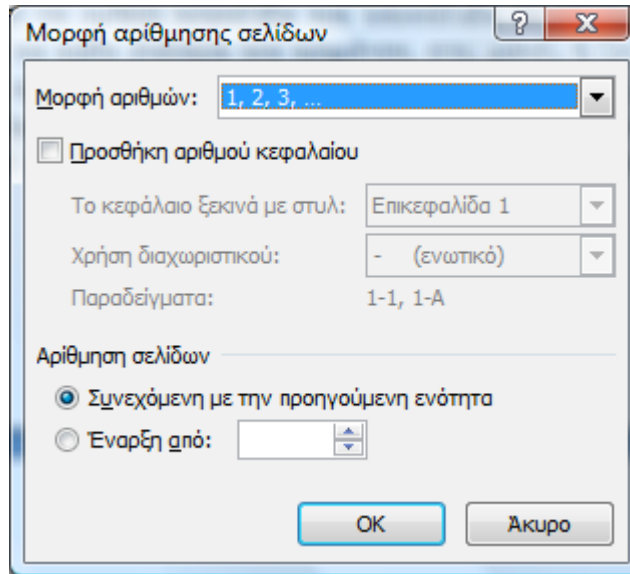 Μορφή αρίθμησης σελίδων
Μορφή αριθμών: 1, 2, 3, ...
Προσθήκη αριθμού κεφαλαίου
Το κεφάλαιο ξεκινά με στυλ: Επικεφαλίδα 1
Χρήση διαχωριστικού: - (ενωτικό)
Παραδείγματα: 1-1, 1-A
Αρίθμηση σελίδων
Συνεχόμενη με την προηγούμενη ενότητα
Έναρξη από:
OK Άκυρο